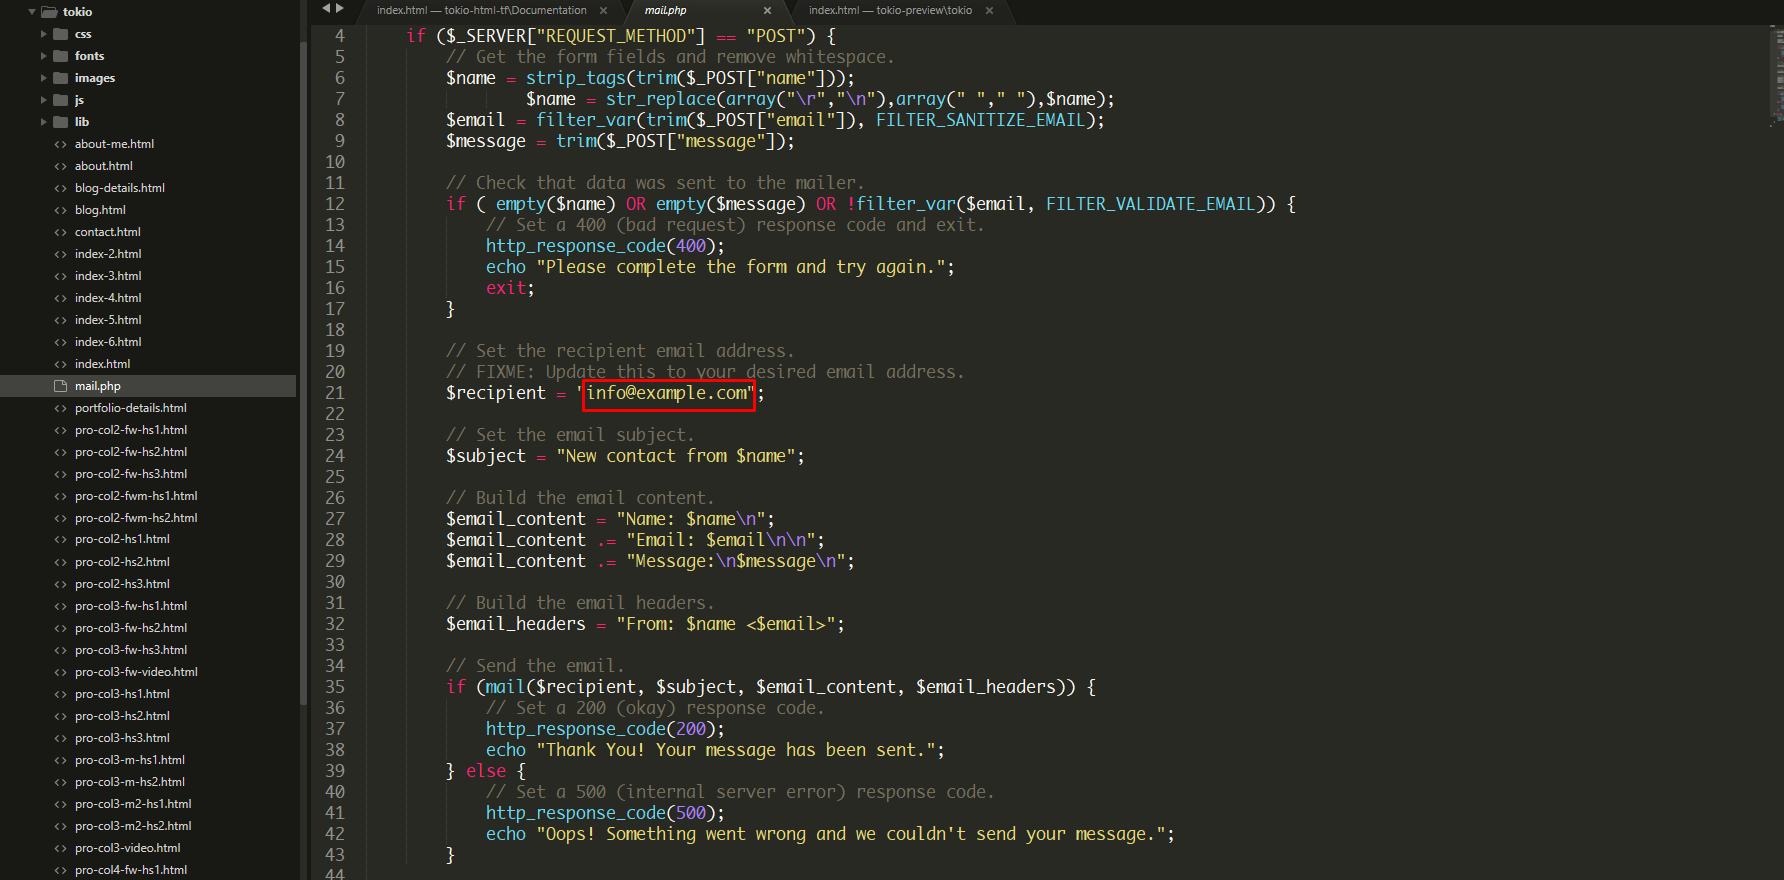 tokio
css
fonts
images
js
lib
about-me.html
about.html
blog-details.html
blog.html
contact.html
index-2.html
index-3.html
index-4.html
index-5.html
index-6.html
index.html
mail.php
portfolio-details.html
pro-col2-fw-hs1.html
pro-col2-fw-hs2.html
pro-col2-fw-hs3.html
pro-col2-fwm-hs1.html
pro-col2-fwm-hs2.html
pro-col2-hs1.html
pro-col2-hs2.html
pro-col2-hs3.html
pro-col3-fw-hs1.html
pro-col3-fw-hs2.html
pro-col3-fw-hs3.html
pro-col3-fw-video.html
pro-col3-hs1.html
pro-col3-hs2.html
pro-col3-hs3.html
pro-col3-m-hs1.html
pro-col3-m-hs2.html
pro-col3-m2-hs1.html
pro-col3-m2-hs2.html
pro-col3-video.html
pro-col4-fw-hs1.html
index.html — tokio-html-tf\Documentation ×
mail.php ×
index.html — tokio-preview\tokio ×
4 if ($_SERVER["REQUEST_METHOD"] == "POST") {
5 // Get the form fields and remove whitespace.
6 $name = strip_tags(trim($_POST["name"]));
7 $name = str_replace(array("\r","\n"),array(" "," "),$name);
8 $email = filter_var(trim($_POST["email"]), FILTER_SANITIZE_EMAIL);
9 $message = trim($_POST["message"]);
10
11 // Check that data was sent to the mailer.
12 if ( empty($name) OR empty($message) OR !filter_var($email, FILTER_VALIDATE_EMAIL)) {
13 // Set a 400 (bad request) response code and exit.
14 http_response_code(400);
15 echo "Please complete the form and try again.";
16 exit;
17 }
18
19 // Set the recipient email address.
20 // FIXME: Update this to your desired email address.
21 $recipient = "info@example.com";
22
23 // Set the email subject.
24 $subject = "New contact from $name";
25
26 // Build the email content.
27 $email_content = "Name: $name\n";
28 $email_content .= "Email: $email\n\n";
29 $email_content .= "Message:\n$message\n";
30
31 // Build the email headers.
32 $email_headers = "From: $name <$email>";
33
34 // Send the email.
35 if (mail($recipient, $subject, $email_content, $email_headers)) {
36 // Set a 200 (okay) response code.
37 http_response_code(200);
38 echo "Thank You! Your message has been sent.";
39 } else {
40 // Set a 500 (internal server error) response code.
41 http_response_code(500);
42 echo "Oops! Something went wrong and we couldn't send your message.";
43 }
44